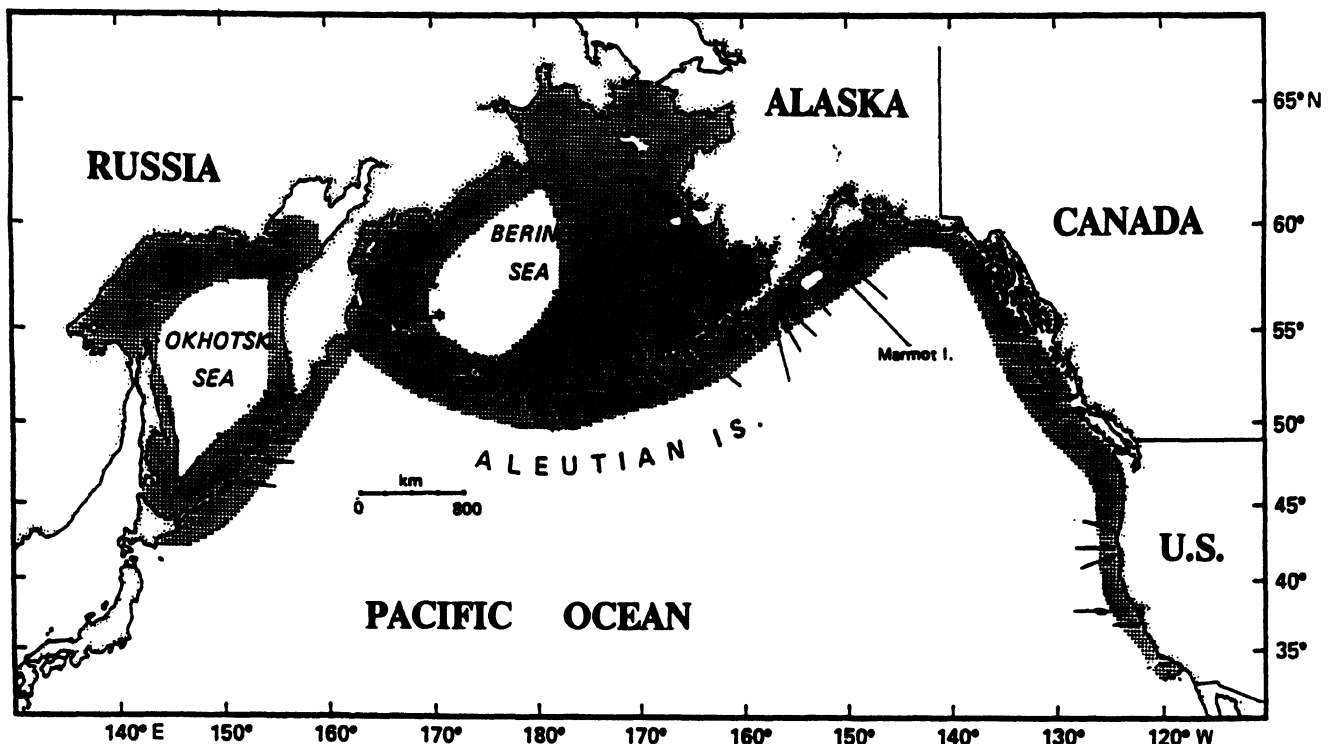 ALASKA
65° N
RUSSIA
CANADA
60°
BERIN
SEA
55°
OKHOTSK
SEA
Marmot I.
50°
ALEUTIAN IS.
km
0 800
45°
U.S.
40°
PACIFIC OCEAN
35°
140° E 150° 160° 170° 180° 170° 160° 150° 140° 130° 120° W